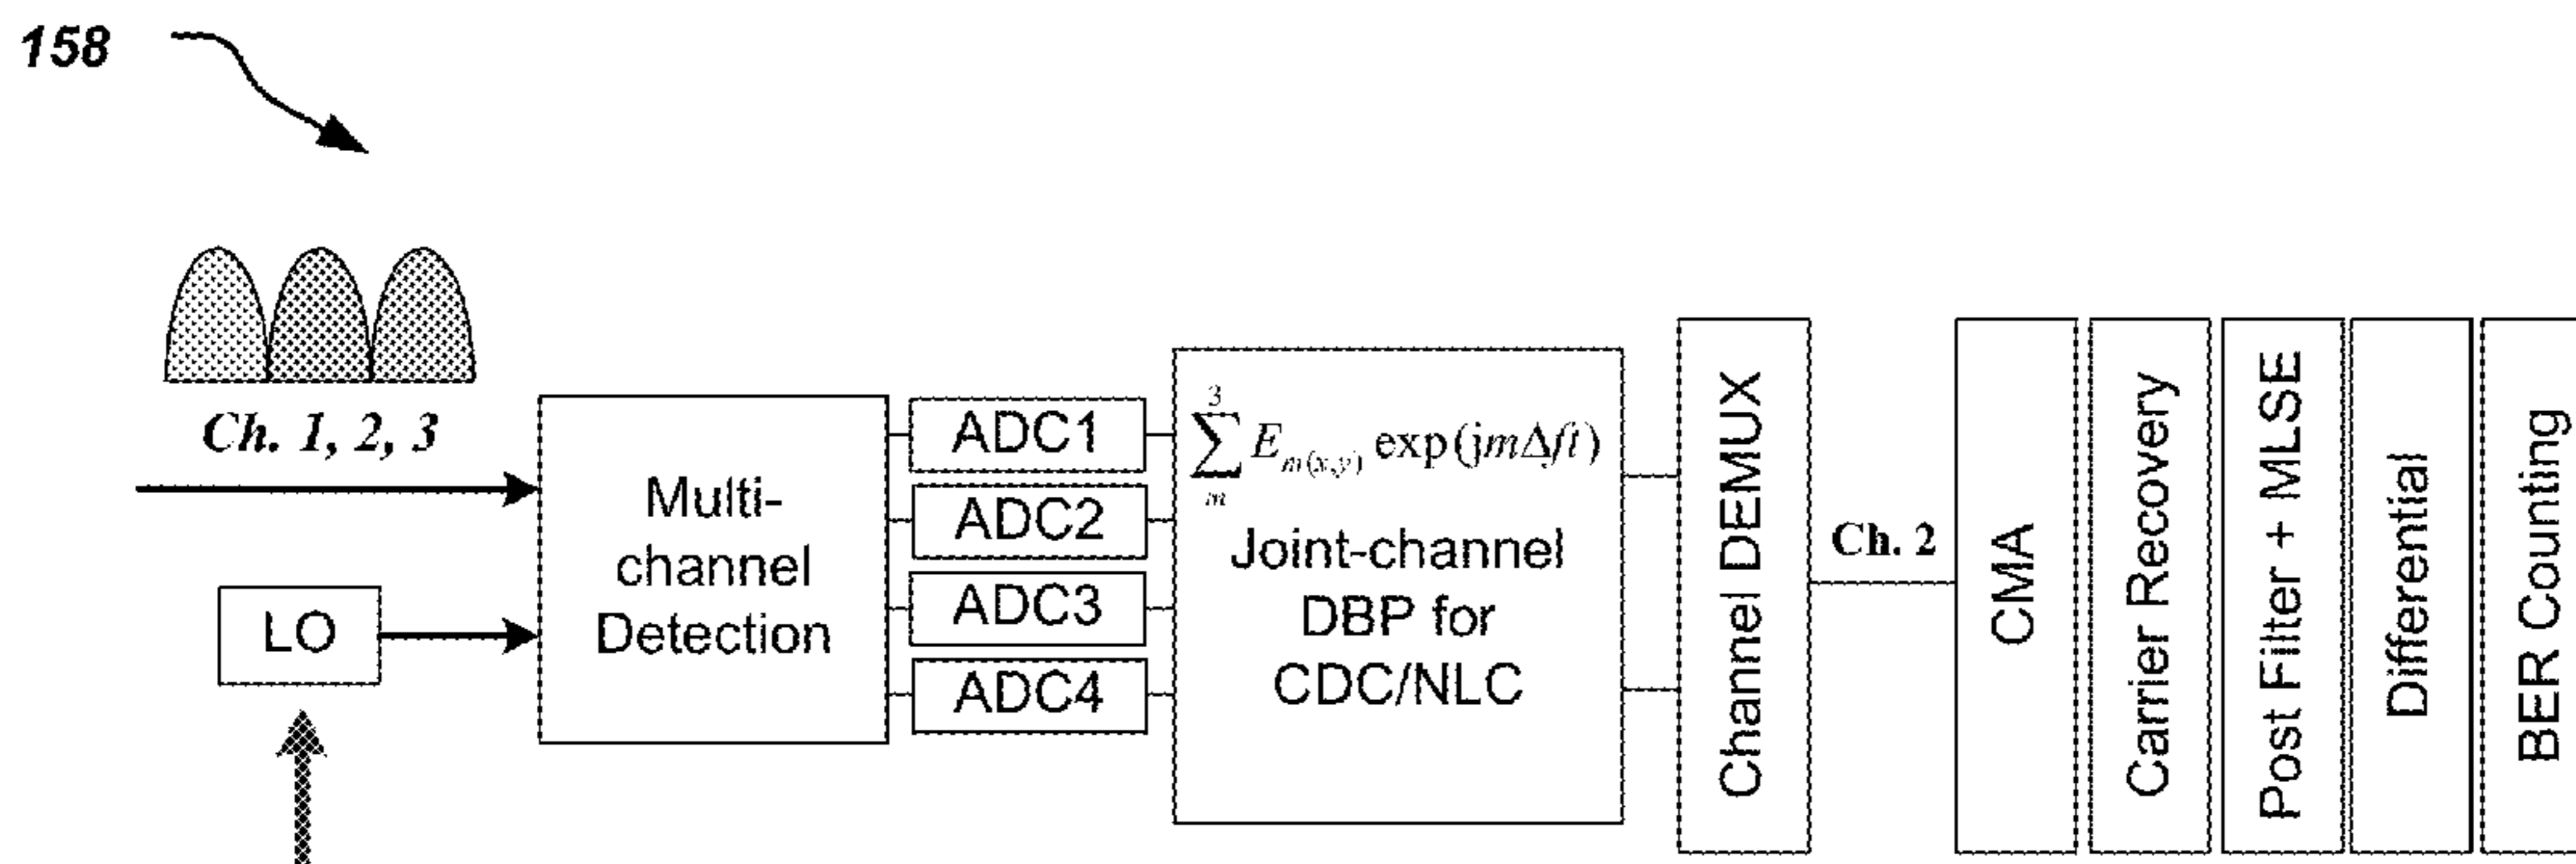 158
Ch. 1, 2, 3
LO
Multi-
channel
Detection
ADC1
ADC2
ADC3
ADC4
3
∑ E m(x,y) exp(jmΔft)
m
Joint-channel
DBP for
CDC/NLC
Channel DEMUX
Ch. 2
CMA
Carrier Recovery
Post Filter + MLSE
Differential
BER Counting